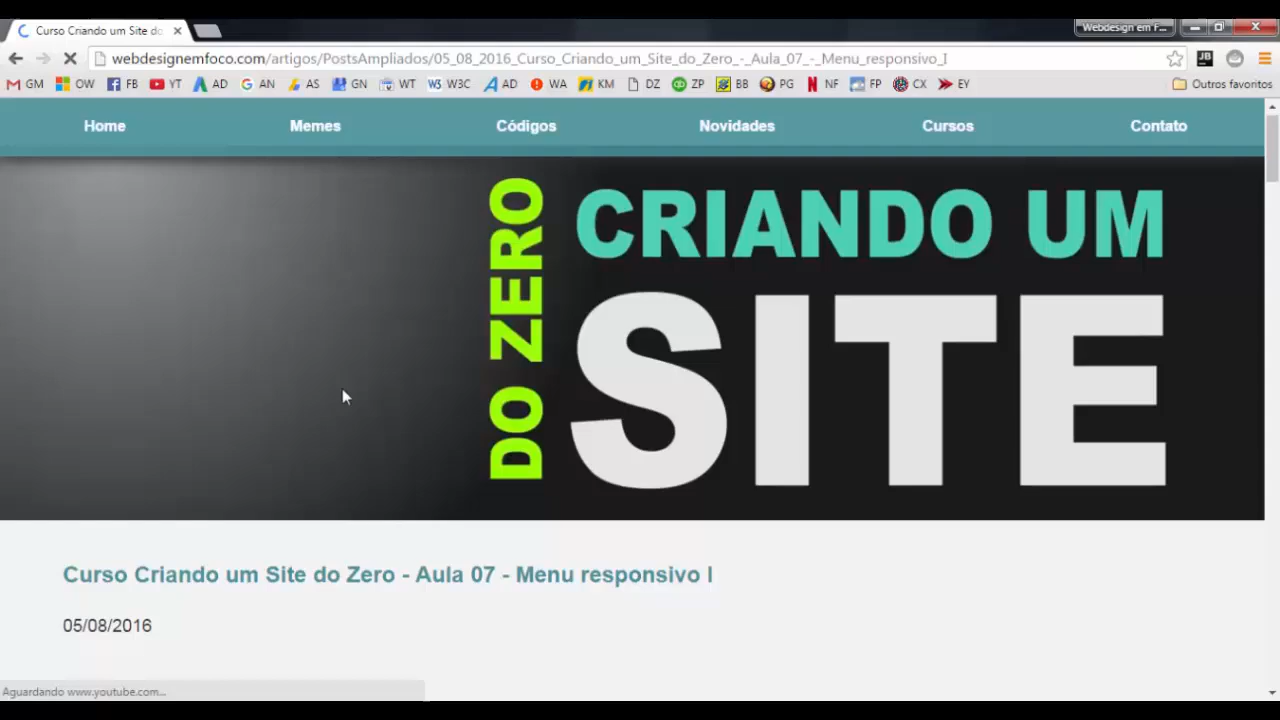 Curso Criando um Site do
Webdesign em F...
webdesignemfoco.com/artigos/PostsAmpliados/05_08_2016_Curso_Criando_um_Site_do_Zero_-_Aula_07_-_Menu_responsivo_I
GM OW FB YT AD GN AN AS GN WT W3S W3C AD WA KM DZ ZP BB PG NF FP CX EY Outros favoritos
Home Memes Códigos Novidades Cursos Contato
DO ZERO
CRIANDO UM
SITE
Curso Criando um Site do Zero - Aula 07 - Menu responsivo I
05/08/2016
Aguardando www.youtube.com...